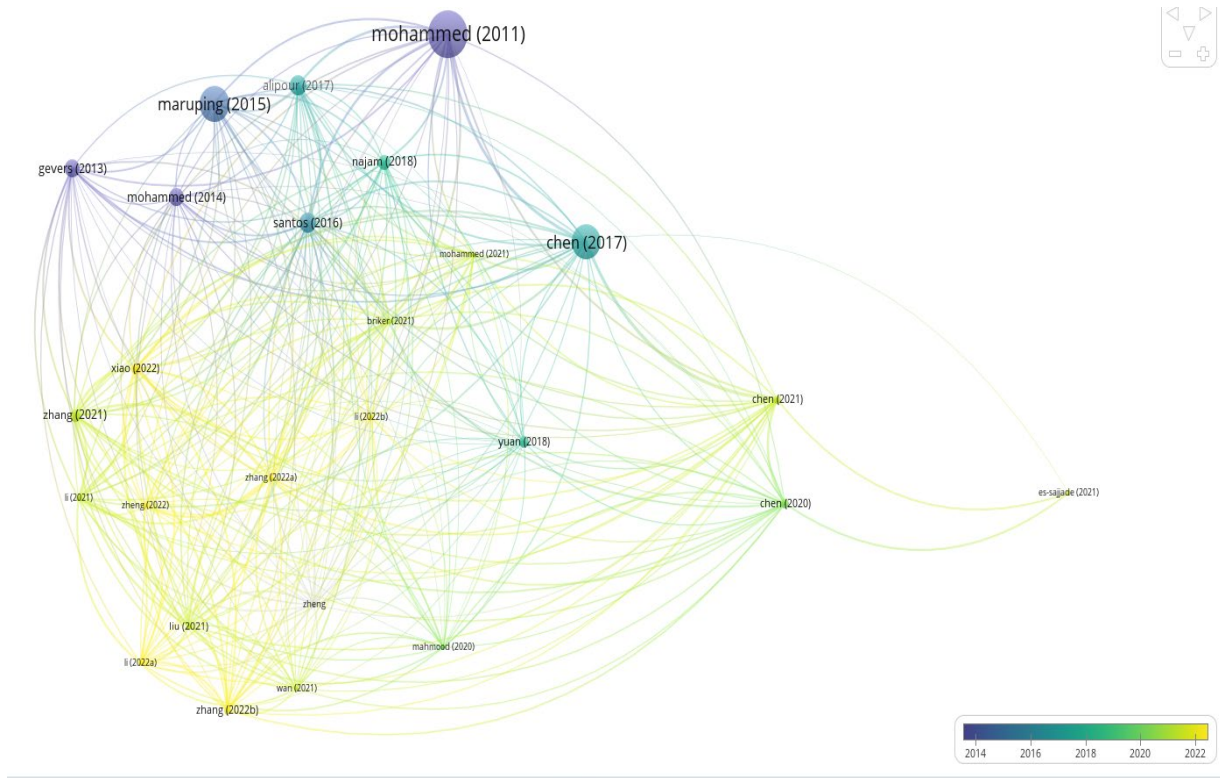 mohammed (2011)
alipour (2017)
maruping (2015)
najam (2018)
gevers (2013)
mohammed (2014)
santos (2016)
chen (2017)
mohammed (2021)
briker (2021)
xiao (2022)
chen (2021)
zhang (2021)
li (2022b)
yuan (2018)
zhang (2022a)
es-sajjade (2021)
li (2021)
zheng (2022)
chen (2020)
zheng
liu (2021)
mahmood (2020)
li (2022a)
wan (2021)
zhang (2022b)
2014 2016 2018 2020 2022